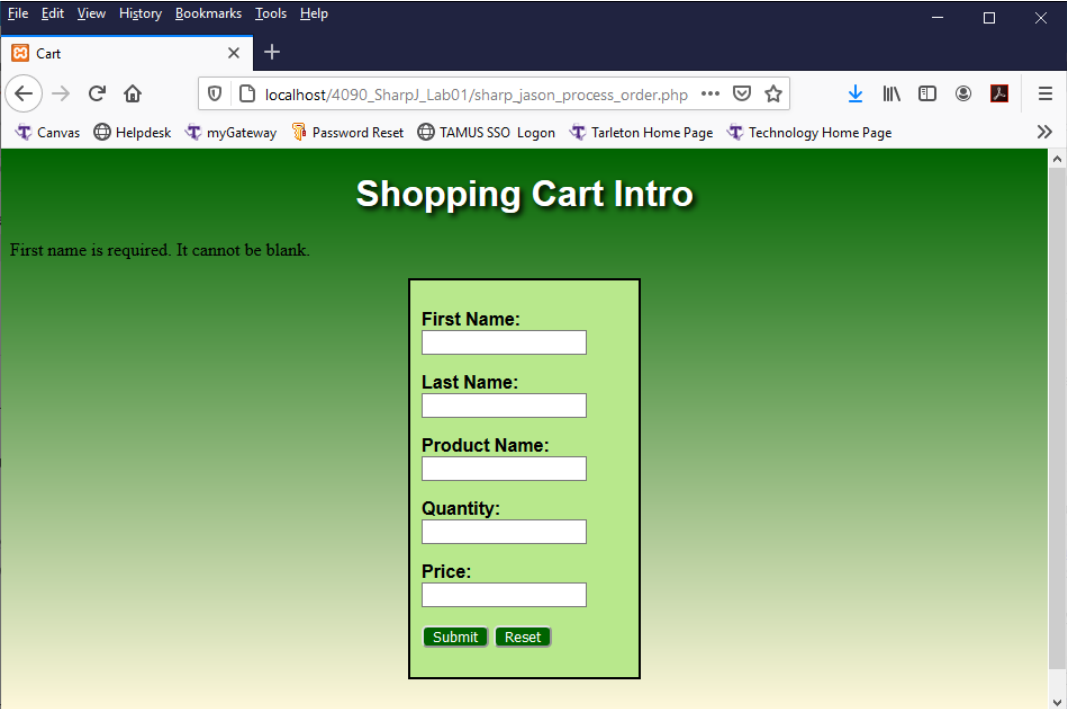 File Edit View History Bookmarks Tools Help
Cart
localhost/4090_SharpJ_Lab01/sharp_jason_process_order.php
Canvas Helpdesk myGateway Password Reset TAMUS SSO Logon Tarleton Home Page Technology Home Page
Shopping Cart Intro
First name is required. It cannot be blank.
First Name:
Last Name:
Product Name:
Quantity:
Price:
Submit Reset